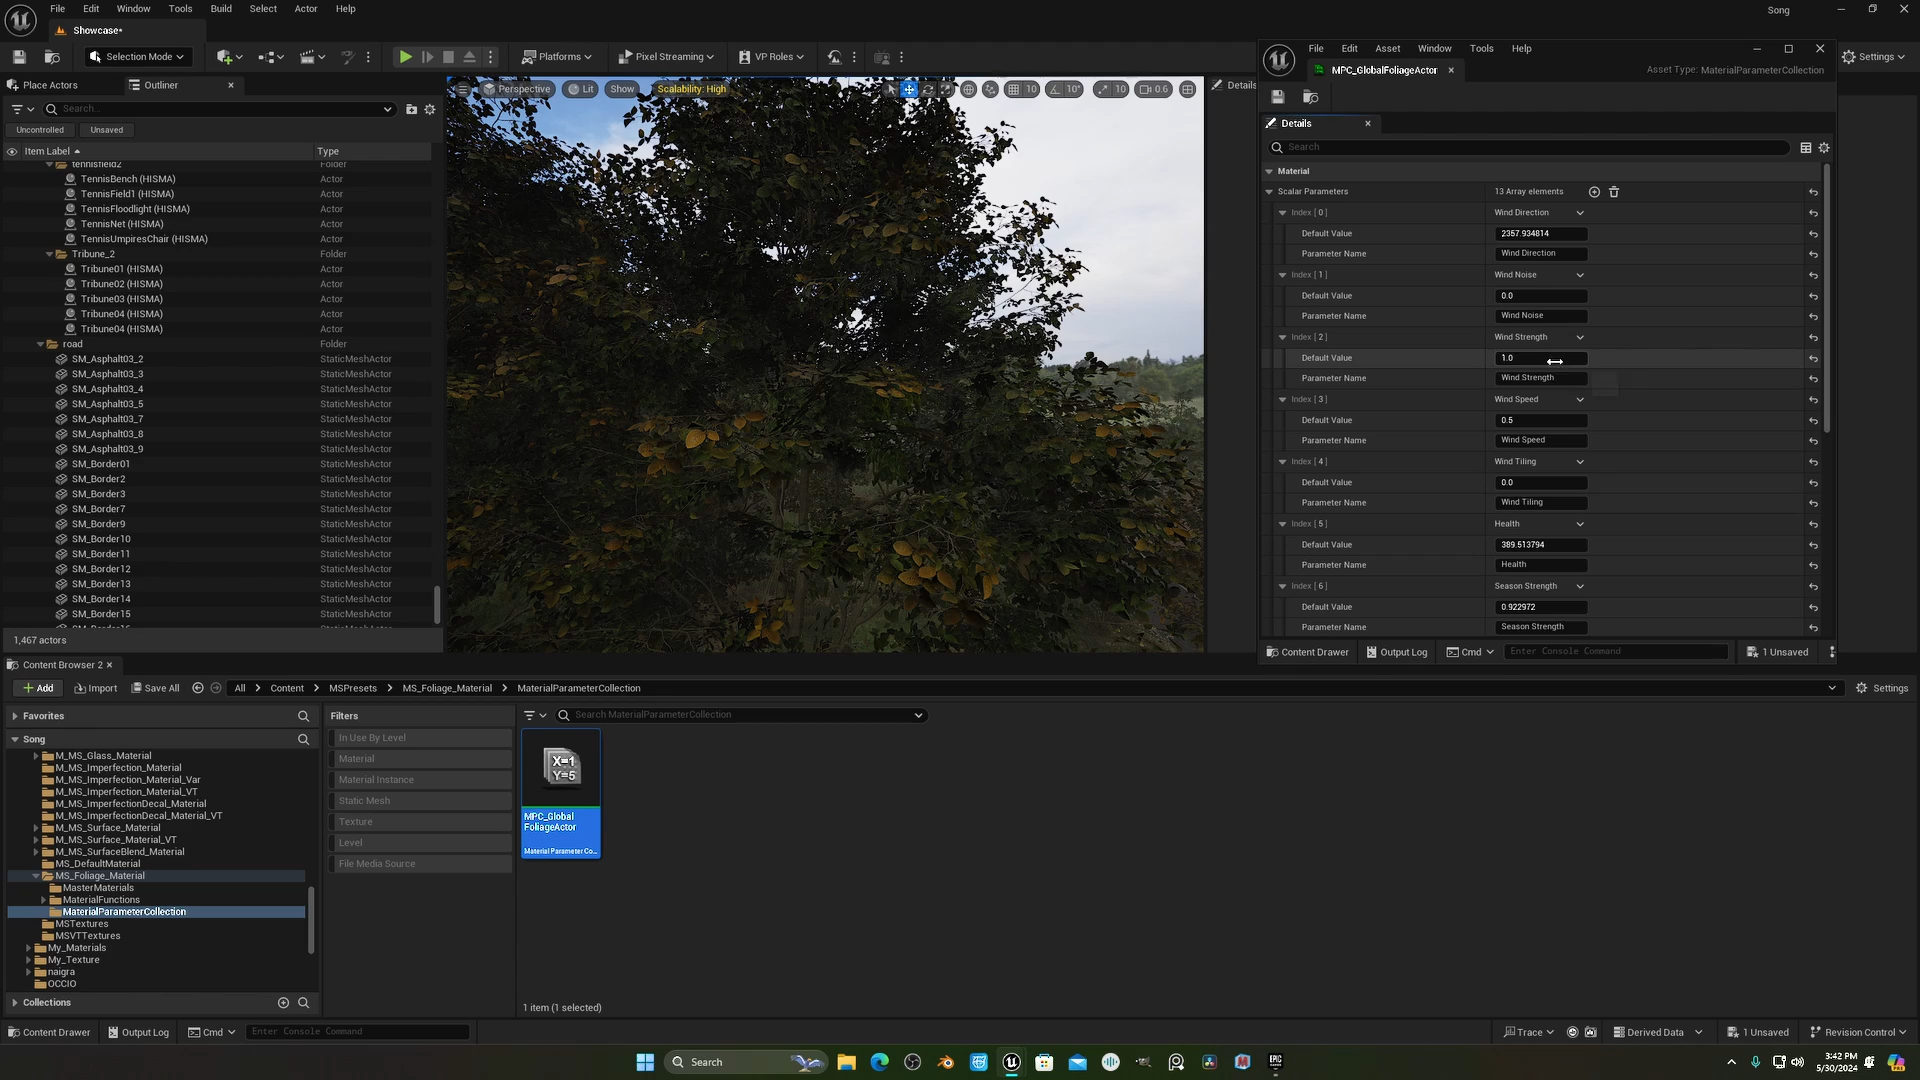 File Edit Window Tools Build Select Actor Help
Song
Showcase*
Selection Mode
Platforms
Pixel Streaming
VP Roles
Settings
Place Actors
Outliner
Search...
Uncontrolled
Unsaved
Item Label
Type
tennisfield2 Folder
TennisBench (HISMA) Actor
TennisField1 (HISMA) Actor
TennisFloodlight (HISMA) Actor
TennisNet (HISMA) Actor
TennisUmpiresChair (HISMA) Actor
Tribune_2 Folder
Tribune01 (HISMA) Actor
Tribune02 (HISMA) Actor
Tribune03 (HISMA) Actor
Tribune04 (HISMA) Actor
Tribune04 (HISMA) Actor
road Folder
SM_Asphalt03_2 StaticMeshActor
SM_Asphalt03_3 StaticMeshActor
SM_Asphalt03_4 StaticMeshActor
SM_Asphalt03_5 StaticMeshActor
SM_Asphalt03_7 StaticMeshActor
SM_Asphalt03_8 StaticMeshActor
SM_Asphalt03_9 StaticMeshActor
SM_Border01 StaticMeshActor
SM_Border2 StaticMeshActor
SM_Border3 StaticMeshActor
SM_Border7 StaticMeshActor
SM_Border9 StaticMeshActor
SM_Border10 StaticMeshActor
SM_Border11 StaticMeshActor
SM_Border12 StaticMeshActor
SM_Border13 StaticMeshActor
SM_Border14 StaticMeshActor
SM_Border15 StaticMeshActor
1,467 actors
Perspective Lit Show Scalability: High 10 10° 10 0.6
Details
File Edit Asset Window Tools Help
MPC_GlobalFoliageActor
Asset Type: MaterialParameterCollection
Details
Search
Material
Scalar Parameters 13 Array elements
Index [ 0 ] Wind Direction
Default Value 2357.934814
Parameter Name Wind Direction
Index [ 1 ] Wind Noise
Default Value 0.0
Parameter Name Wind Noise
Index [ 2 ] Wind Strength
Default Value 1.0
Parameter Name Wind Strength
Index [ 3 ] Wind Speed
Default Value 0.5
Parameter Name Wind Speed
Index [ 4 ] Wind Tiling
Default Value 0.0
Parameter Name Wind Tiling
Index [ 5 ] Health
Default Value 389.513794
Parameter Name Health
Index [ 6 ] Season Strength
Default Value 0.922972
Parameter Name Season Strength
Content Drawer Output Log Cmd Enter Console Command 1 Unsaved
Content Browser 2
Add Import Save All All Content MSPresets MS_Foliage_Material MaterialParameterCollection Settings
Favorites
Song
M_MS_Glass_Material
M_MS_Imperfection_Material
M_MS_Imperfection_Material_Var
M_MS_Imperfection_Material_VT
M_MS_ImperfectionDecal_Material
M_MS_ImperfectionDecal_Material_VT
M_MS_Surface_Material
M_MS_Surface_Material_VT
M_MS_SurfaceBlend_Material
MS_DefaultMaterial
MS_Foliage_Material
MasterMaterials
MaterialFunctions
MaterialParameterCollection
MSTextures
MSVTTextures
My_Materials
My_Texture
naigra
OCCIO
Collections
Filters
In Use By Level
Material
Material Instance
Static Mesh
Texture
Level
File Media Source
Search MaterialParameterCollection
X=1
Y=5
MPC_Global
FoliageActor
Material Parameter Co...
1 item (1 selected)
Content Drawer Output Log Cmd Enter Console Command Trace Derived Data 1 Unsaved Revision Control
Search
3:42 PM
5/30/2024